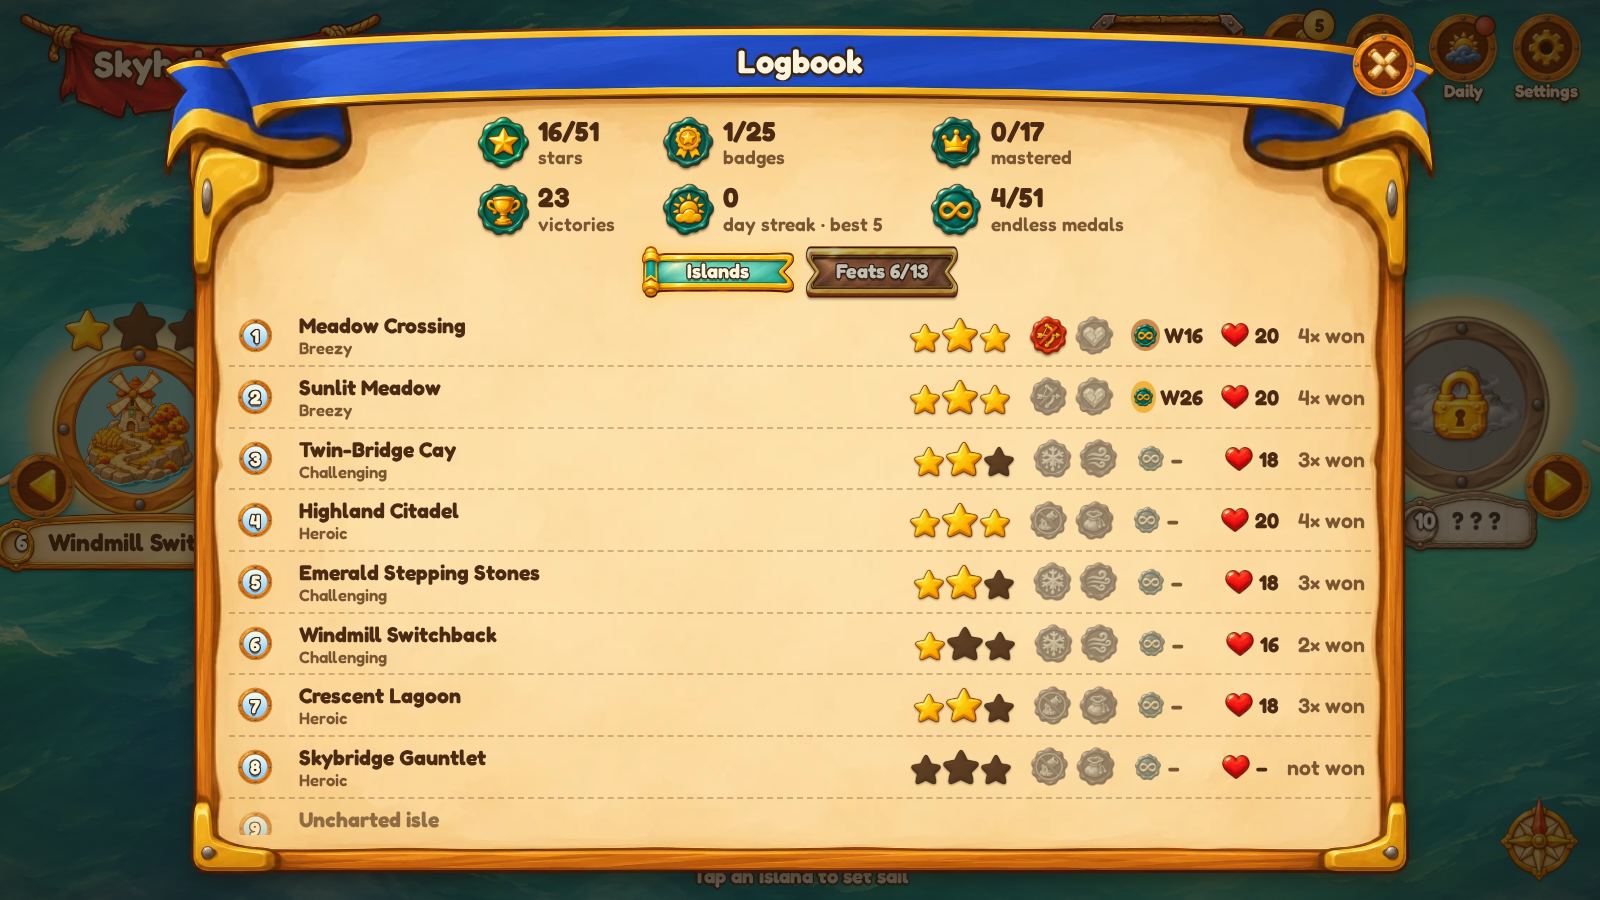 Logbook
5
Daily
Settings
16/51
stars
1/25
badges
0/17
mastered
23
victories
0
day streak · best 5
4/51
endless medals
Islands
Feats 6/13
1 Meadow Crossing W16 20 4x won
Breezy
2 Sunlit Meadow W26 20 4x won
Breezy
3 Twin-Bridge Cay - 18 3x won
Challenging
4 Highland Citadel - 20 4x won
Heroic
5 Emerald Stepping Stones - 18 3x won
Challenging
6 Windmill Switchback - 16 2x won
Challenging
7 Crescent Lagoon - 18 3x won
Heroic
8 Skybridge Gauntlet - - not won
Heroic
9 Uncharted isle
6 Windmill Swit
10 ???
Tap an island to set sail